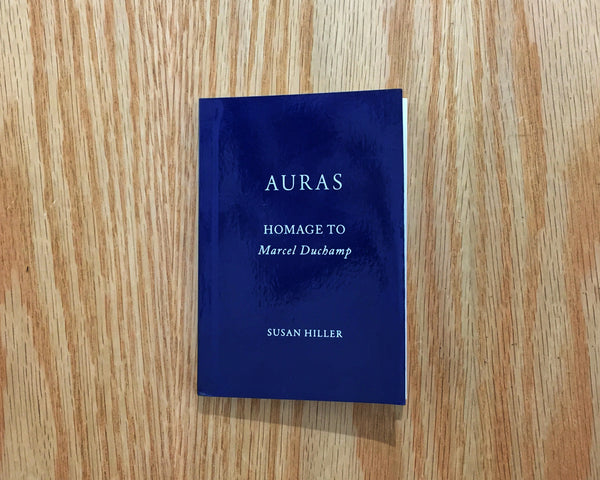 AURAS
HOMAGE TO
Marcel Duchamp
SUSAN HILLER